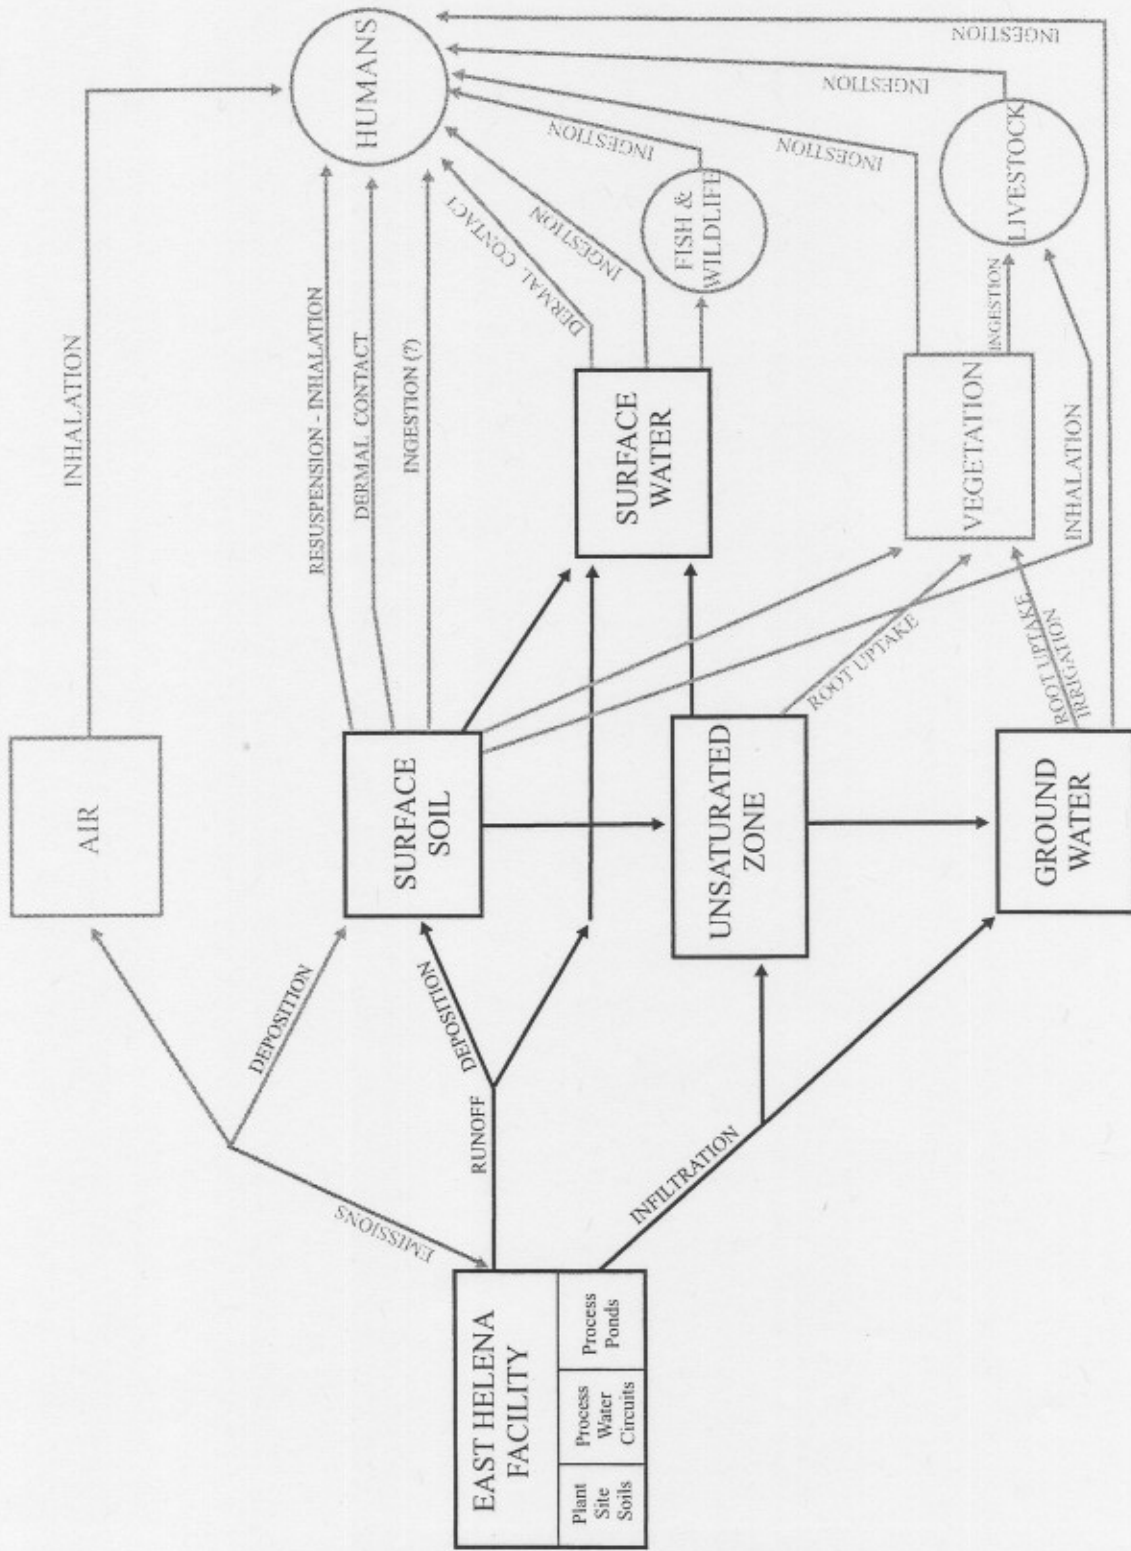 AIR
INHALATION
HUMANS
EMISSIONS
DEPOSITION
RESUSPENSION - INHALATION
DERMAL CONTACT
INGESTION (?)
SURFACE
SOIL
DEPOSITION
RUNOFF
EAST HELENA
FACILITY
Plant
Site
Soils
Process
Water
Circuits
Process
Ponds
INFILTRATION
SURFACE
WATER
DERMAL CONTACT
INGESTION
INGESTION
FISH &
WILDLIFE
UNSATURATED
ZONE
ROOT UPTAKE
VEGETATION
INGESTION
INGESTION
LIVESTOCK
INGESTION
INHALATION
GROUND
WATER
ROOT UPTAKE
IRRIGATION
INGESTION